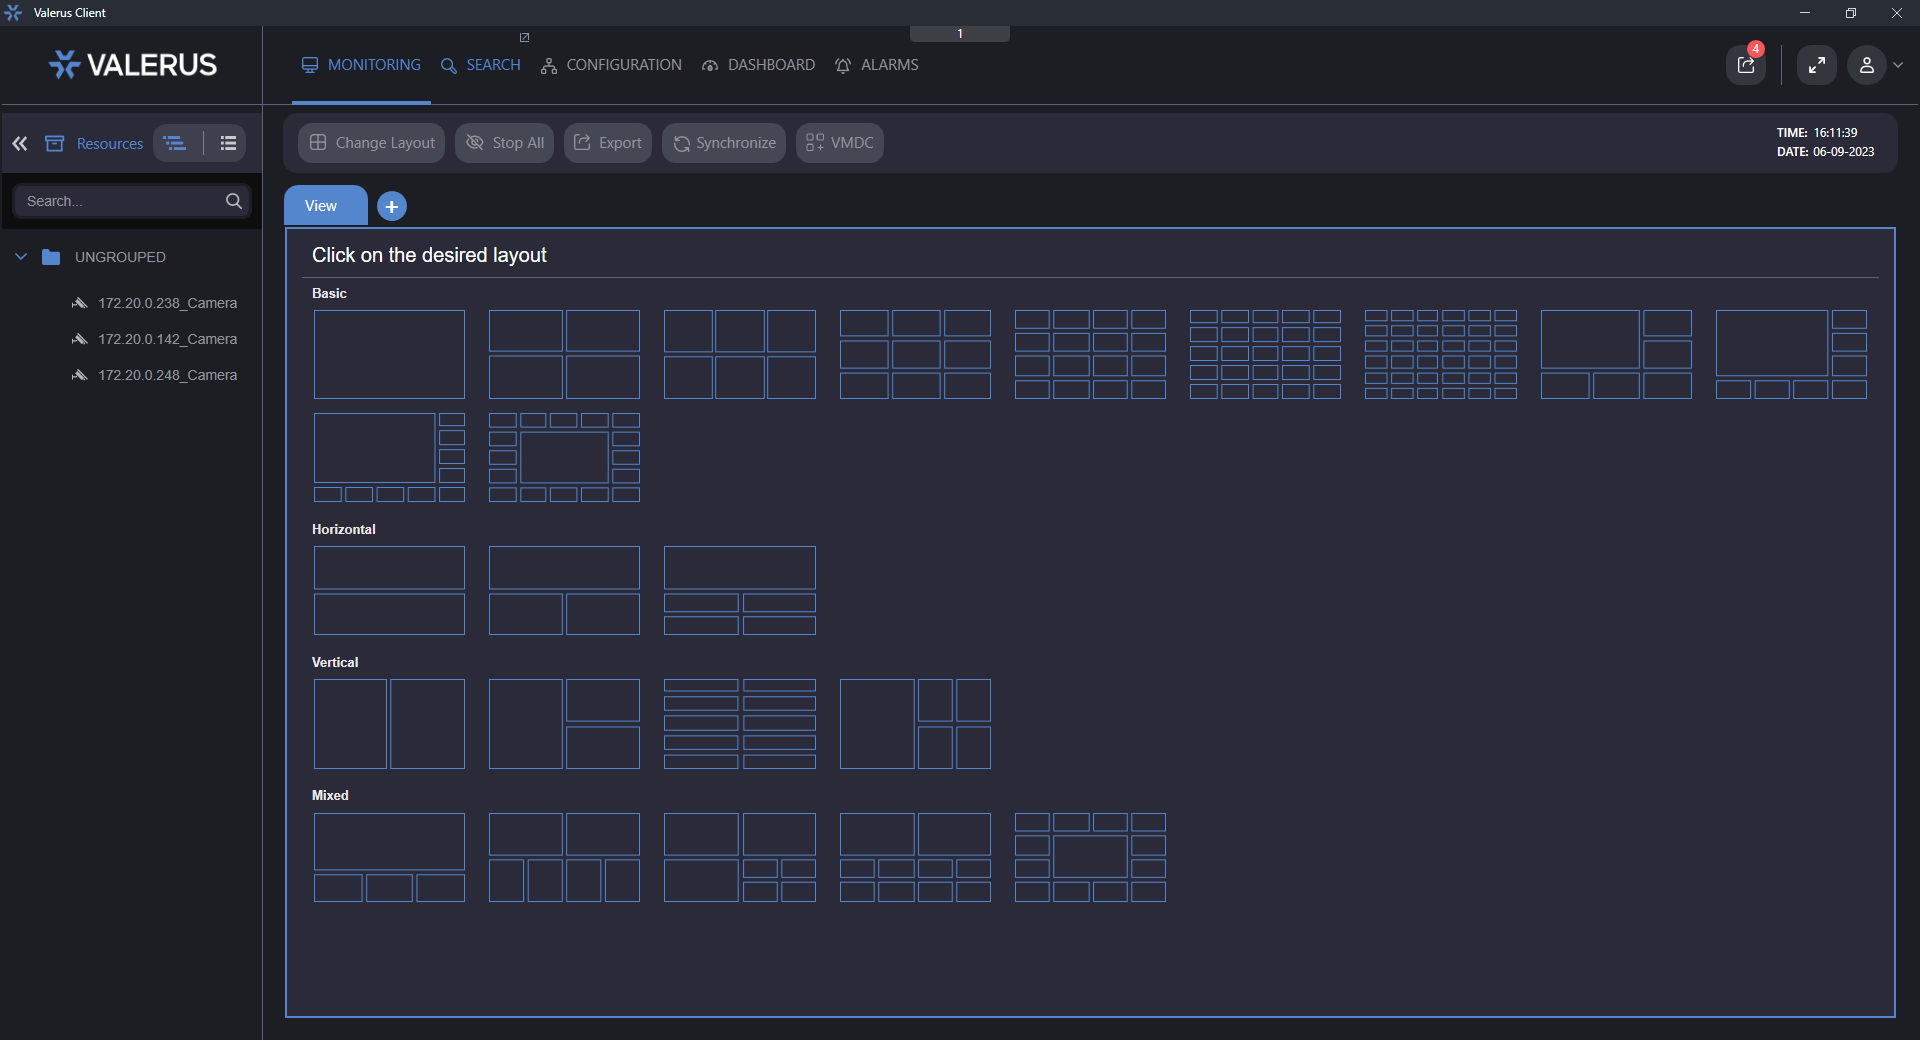 Valerus Client
1
VALERUS
MONITORING
SEARCH
CONFIGURATION
DASHBOARD
ALARMS
4
Resources
Change Layout
Stop All
Export
Synchronize
VMDC
TIME: 16:11:39
DATE: 06-09-2023
Search...
View
UNGROUPED
172.20.0.238_Camera
172.20.0.142_Camera
172.20.0.248_Camera
Click on the desired layout
Basic
Horizontal
Vertical
Mixed